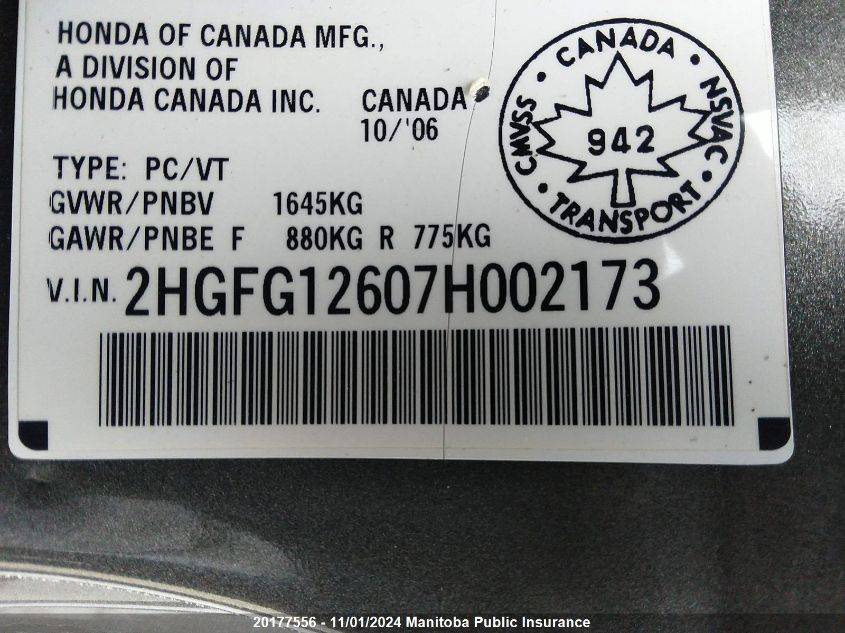 HONDA OF CANADA MFG.,
A DIVISION OF
HONDA CANADA INC. CANADA
10/'06
TYPE: PC/VT
GVWR/PNBV 1645KG
GAWR/PNBE F 880KG R 775KG
V.I.N. 2HGFG12607H002173
• CANADA • NSVAC • TRANSPORT • CMVSS
942
20177556 - 11/01/2024 Manitoba Public Insurance